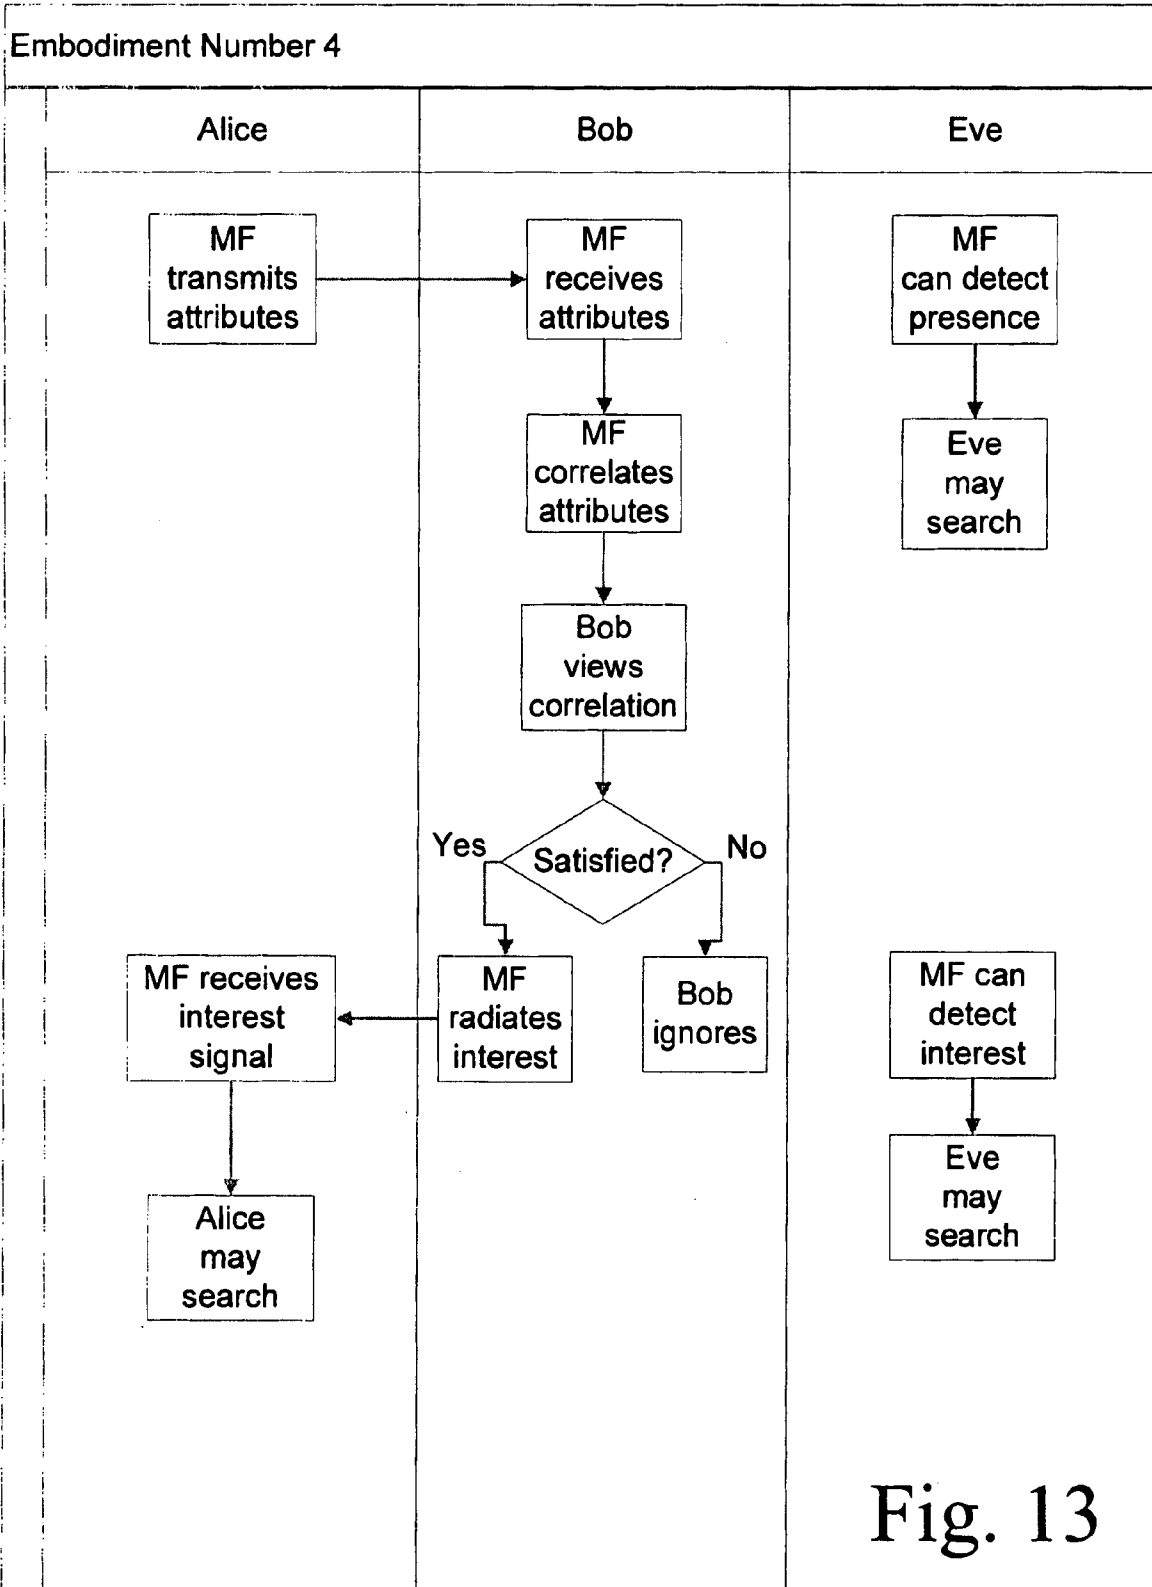 Embodiment Number 4
Alice
Bob
Eve
MF
transmits
attributes
MF
receives
attributes
MF
can detect
presence
MF
correlates
attributes
Eve
may
search
Bob
views
correlation
Yes
Satisfied?
No
MF receives
interest
signal
MF
radiates
interest
Bob
ignores
MF can
detect
interest
Alice
may
search
Eve
may
search
Fig. 13